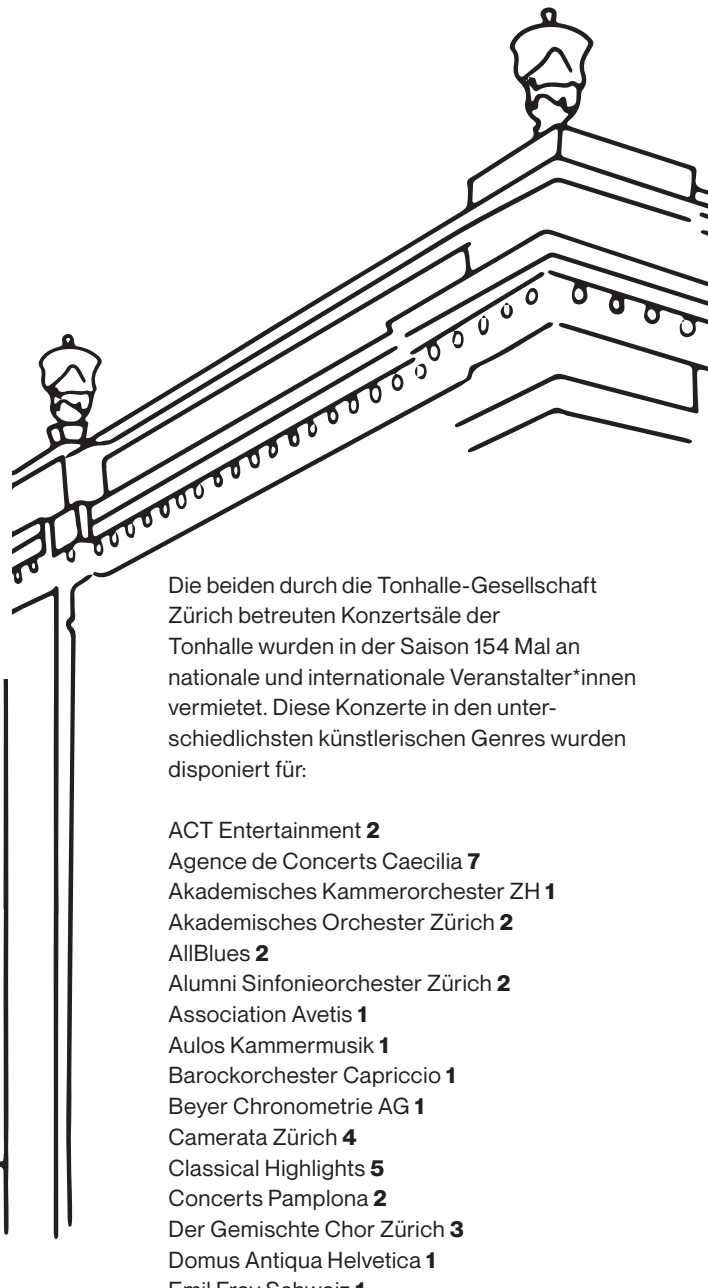 Die beiden durch die Tonhalle-Gesellschaft
Zürich betreuten Konzertsäle der
Tonhalle wurden in der Saison 154 Mal an
nationale und internationale Veranstalter*innen
vermietet. Diese Konzerte in den unter-
schiedlichsten künstlerischen Genres wurden
disponiert für:
ACT Entertainment 2
Agence de Concerts Caecilia 7
Akademisches Kammerorchester ZH 1
Akademisches Orchester Zürich 2
AllBlues 2
Alumni Sinfonieorchester Zürich 2
Association Avetis 1
Aulos Kammermusik 1
Barockorchester Capriccio 1
Beyer Chronometrie AG 1
Camerata Zürich 4
Classical Highlights 5
Concerts Pamplona 2
Der Gemischte Chor Zürich 3
Domus Antiqua Helvetica 1
Emil Frey Schweiz 1